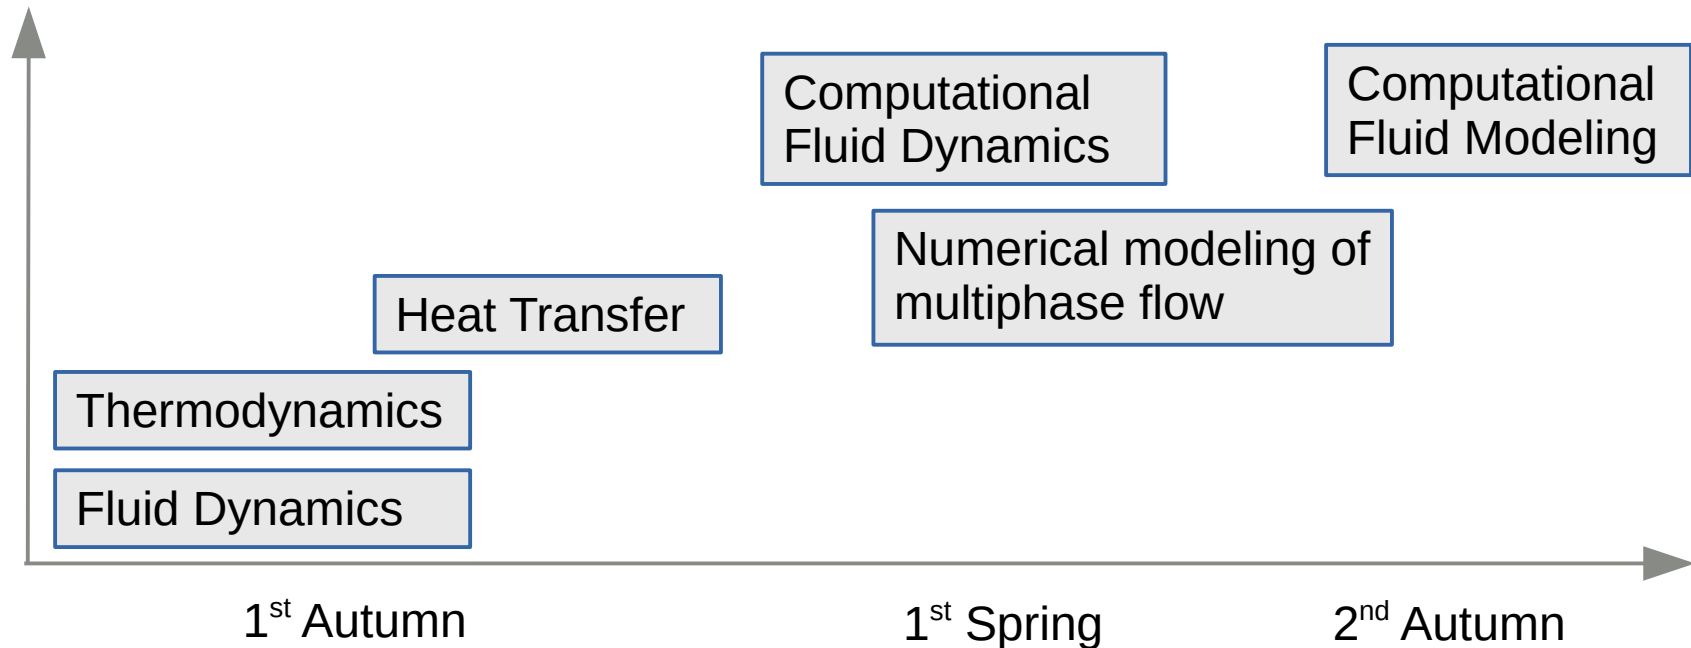 Computational
Fluid Dynamics
Computational
Fluid Modeling
Numerical modeling of
multiphase flow
Heat Transfer
Thermodynamics
Fluid Dynamics
1st Autumn
1st Spring
2nd Autumn